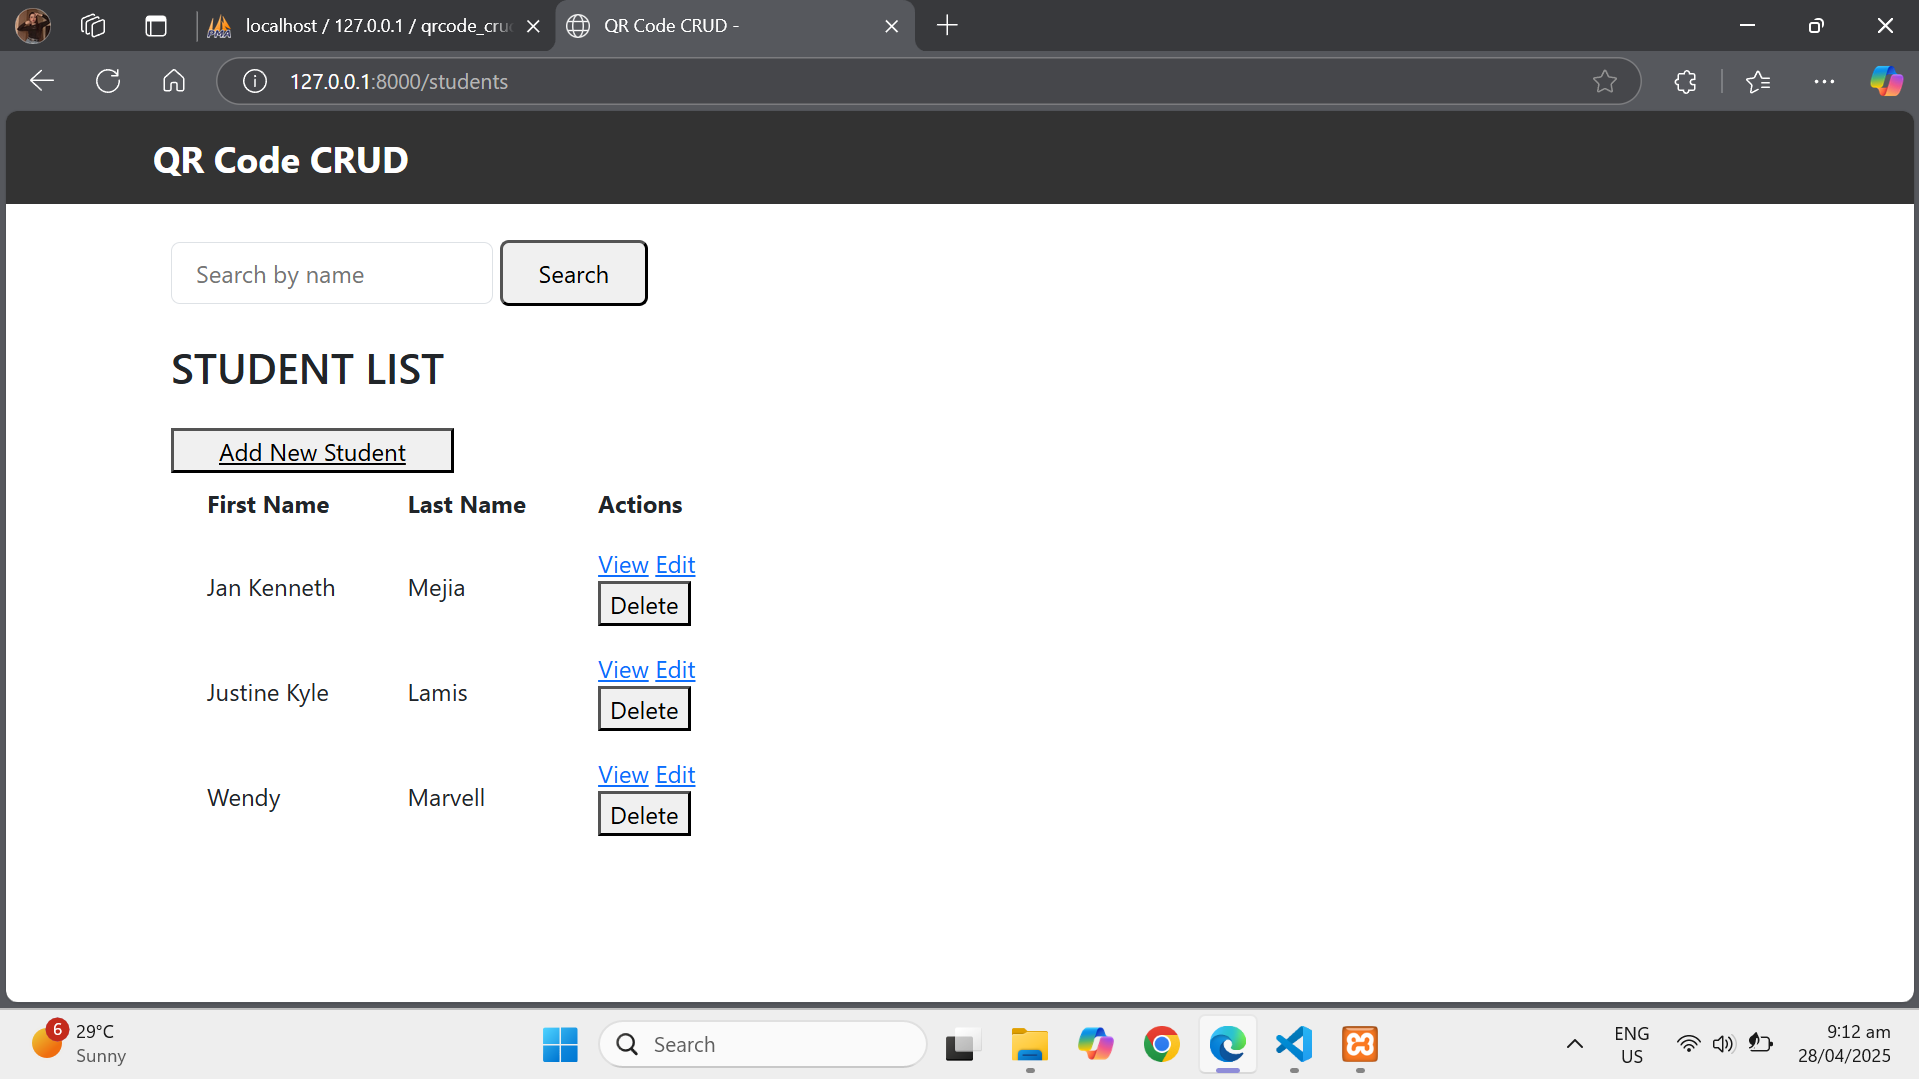 localhost / 127.0.0.1 / qrcode_cru
QR Code CRUD -
127.0.0.1:8000/students
QR Code CRUD
Search by name
Search
STUDENT LIST
Add New Student
First Name Last Name Actions
View Edit
Jan Kenneth Mejia
Delete
View Edit
Justine Kyle Lamis
Delete
View Edit
Wendy Marvell
Delete
6
29°C
Sunny
Search
ENG
US
9:12 am
28/04/2025